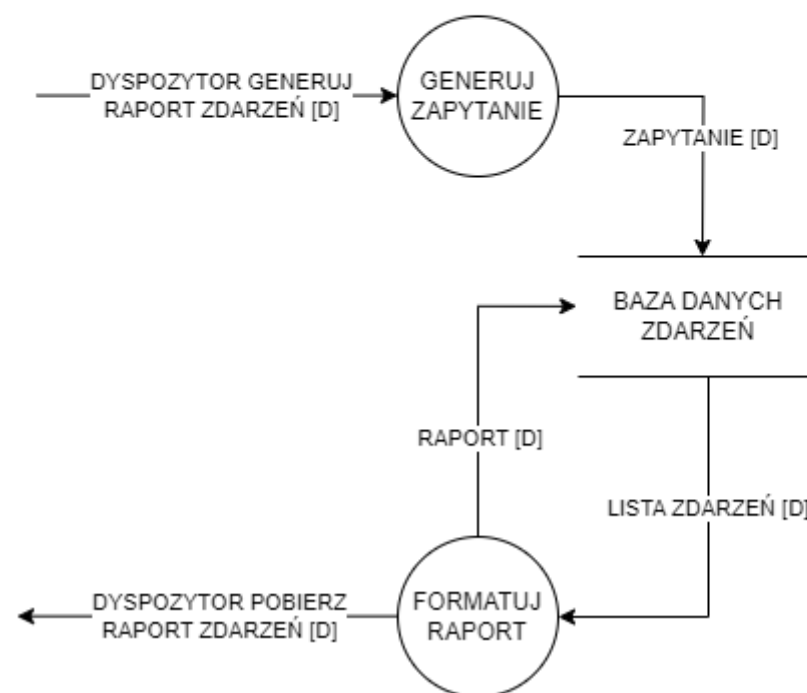 DYSPOZYTOR GENERUJ
RAPORT ZDARZEŃ [D]
GENERUJ
ZAPYTANIE
ZAPYTANIE [D]
BAZA DANYCH
ZDARZEŃ
RAPORT [D]
LISTA ZDARZEŃ [D]
DYSPOZYTOR POBIERZ
RAPORT ZDARZEŃ [D]
FORMATUJ
RAPORT